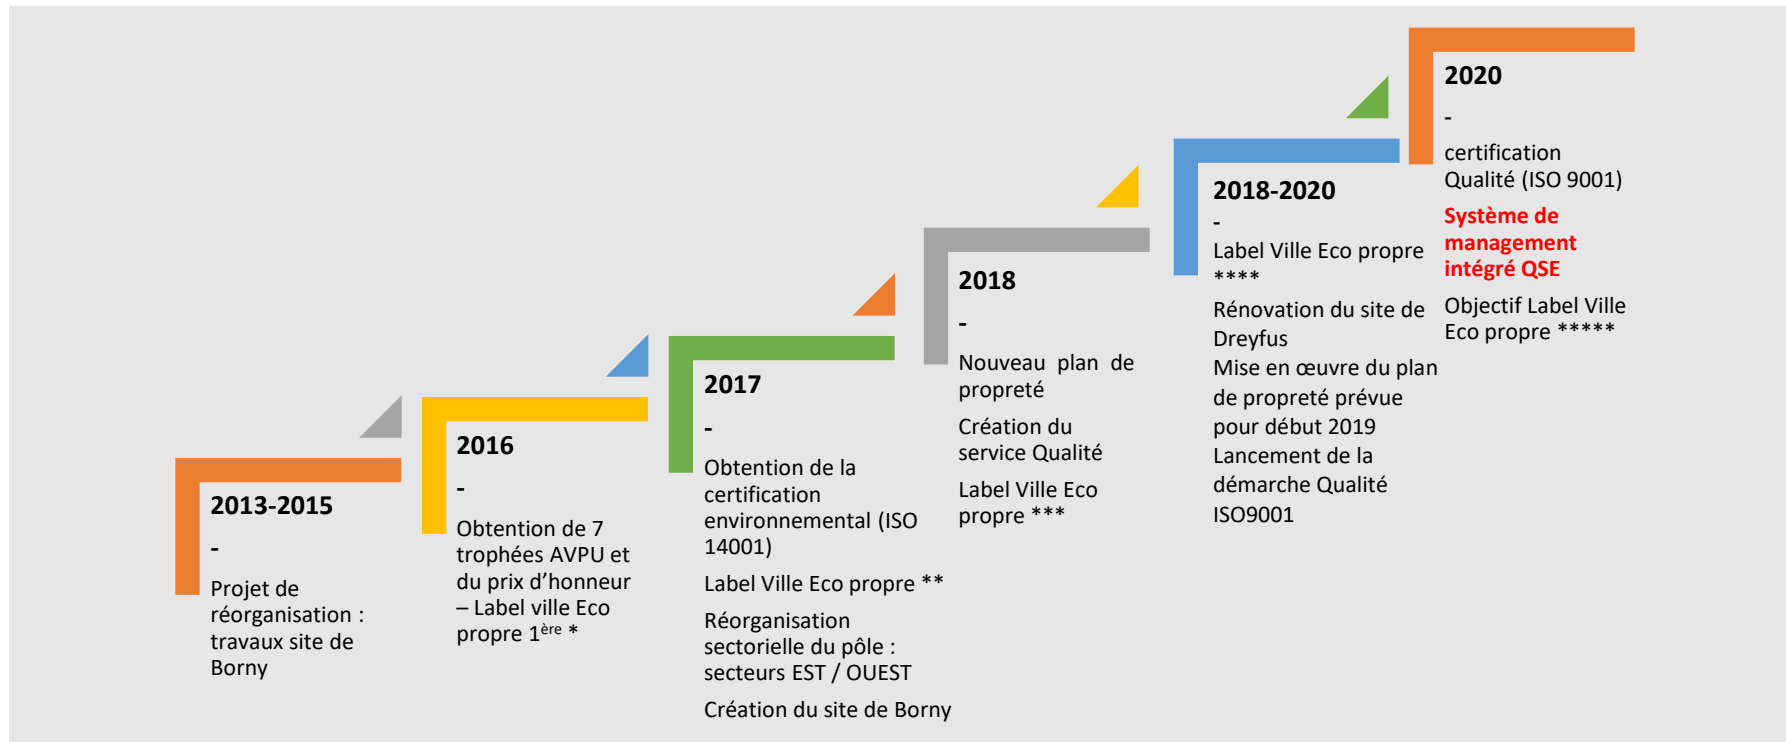 2013-2015
-
Projet de
réorganisation :
travaux site de
Borny
2016
-
Obtention de 7
trophées AVPU et
du prix d’honneur
– Label ville Eco
propre 1ère *
2017
-
Obtention de la
certification
environnemental (ISO
14001)
Label Ville Eco propre **
Réorganisation
sectorielle du pôle :
secteurs EST / OUEST
Création du site de Borny
2018
-
Nouveau plan de
propreté
Création du
service Qualité
Label Ville Eco
propre ***
2018-2020
-
Label Ville Eco propre
****
Rénovation du site de
Dreyfus
Mise en œuvre du plan
de propreté prévue
pour début 2019
Lancement de la
démarche Qualité
ISO9001
2020
-
certification
Qualité (ISO 9001)
Système de
management
intégré QSE
Objectif Label Ville
Eco propre *****